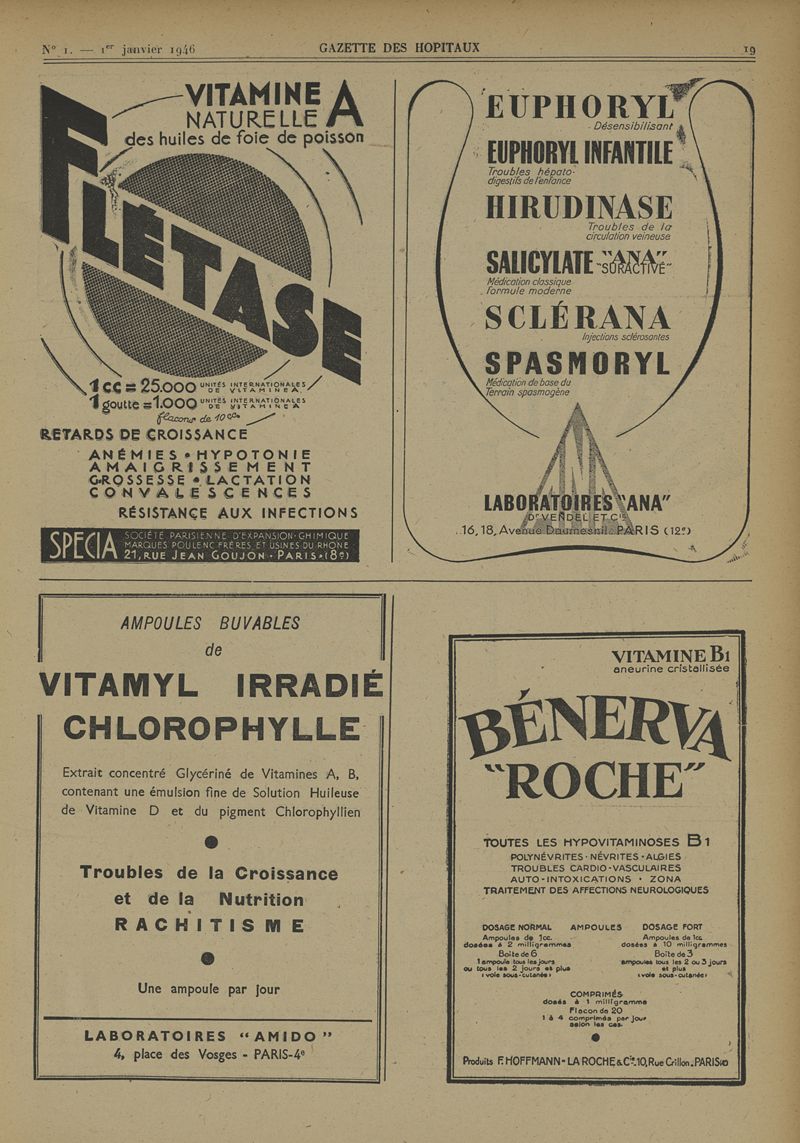 N° 1. — 1er janvier 1946
GAZETTE DES HOPITAUX
19
VITAMINE A
NATURELLE
des huiles de foie de poisson
FLÉTASE
1 cc = 25.000 UNITÉS INTERNATIONALES DE VITAMINE A
1 goutte = 1.000 UNITÉS INTERNATIONALES DE VITAMINE A
flacons de 10 cc.
RETARDS DE CROISSANCE
ANÉMIES • HYPOTONIE
AMAIGRISSEMENT
GROSSESSE • LACTATION
CONVALESCENCES
RÉSISTANCE AUX INFECTIONS
SPECIA
SOCIÉTÉ PARISIENNE D'EXPANSION-CHIMIQUE
MARQUES POULENC FRÈRES ET USINES DU RHÔNE
21, RUE JEAN GOUJON • PARIS • (8e)
EUPHORYL
Désensibilisant
EUPHORYL INFANTILE
Troubles hépato-
digestifs de l'enfance
HIRUDINASE
Troubles de la
circulation veineuse
SALICYLATE "ANA"
"SURACTIVÉ"
Médication classique
formule moderne
SCLÉRANA
Injections sclérosantes
SPASMORYL
Médication de base du
Terrain spasmogène
LABORATOIRES "ANA"
Dr VENDEL ET Cie
16, 18, Avenue Daumesnil. PARIS (12e)
AMPOULES BUVABLES
de
VITAMYL IRRADIÉ
CHLOROPHYLLE
Extrait concentré Glycériné de Vitamines A, B,
contenant une émulsion fine de Solution Huileuse
de Vitamine D et du pigment Chlorophyllien
Troubles de la Croissance
et de la Nutrition
RACHITISME
Une ampoule par jour
LABORATOIRES "AMIDO"
4, place des Vosges - PARIS-4e
VITAMINE B1
aneurine cristallisée
BÉNERVA
"ROCHE"
TOUTES LES HYPOVITAMINOSES B1
POLYNÉVRITES · NÉVRITES · ALGIES
TROUBLES CARDIO-VASCULAIRES
AUTO-INTOXICATIONS · ZONA
TRAITEMENT DES AFFECTIONS NEUROLOGIQUES
DOSAGE NORMAL AMPOULES DOSAGE FORT
Ampoules de 1cc.
dosées à 2 milligrammes
Boîte de 6
1 ampoule tous les jours
ou tous les 2 jours et plus
(voie sous-cutanée)
Ampoules de 1cc
dosées à 10 milligrammes
Boîte de 3
ampoules tous les 2 ou 3 jours
et plus
(voie sous-cutanée)
COMPRIMÉS
dosés à 1 milligramme
Flacon de 20
1 à 4 comprimés par jour
selon les cas.
Produits F. HOFFMANN-LA ROCHE & Cie. 10, Rue Crillon. PARIS